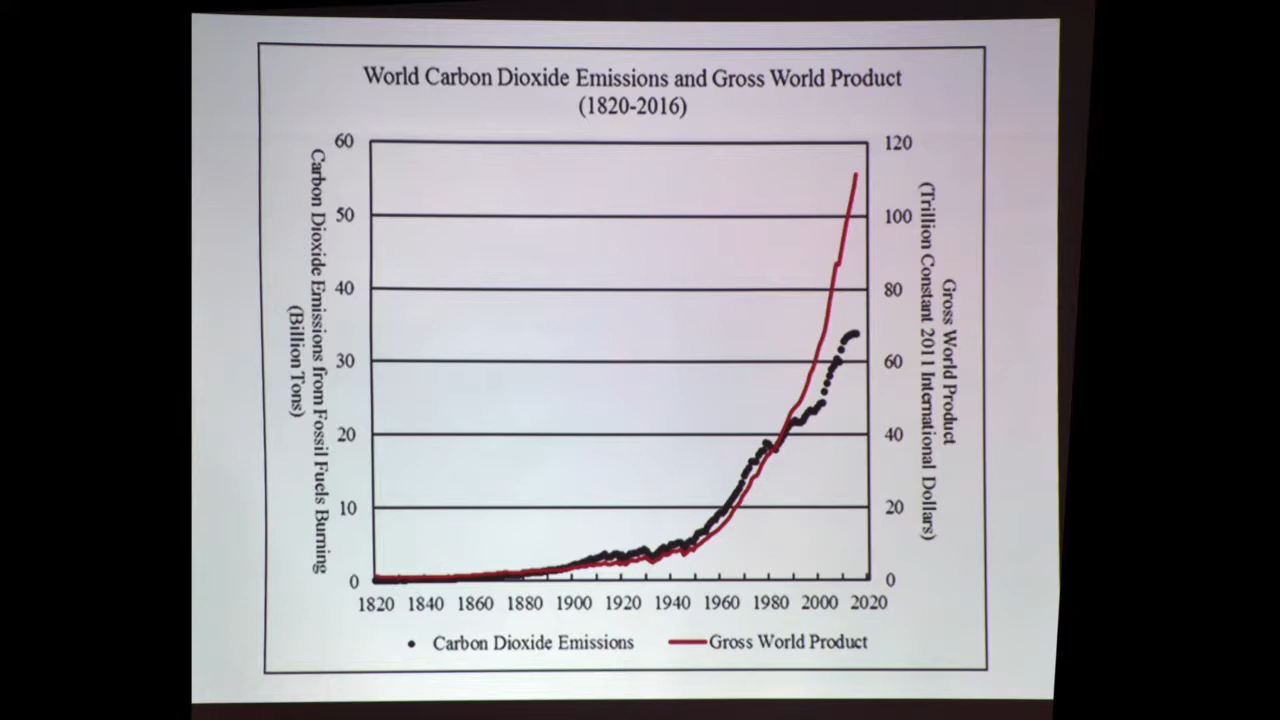 World Carbon Dioxide Emissions and Gross World Product
(1820-2016)
60
50
40
30
20
10
0
Carbon Dioxide Emissions from Fossil Fuels Burning
(Billion Tons)
120
100
80
60
40
20
0
Gross World Product
(Trillion Constant 2011 International Dollars)
1820 1840 1860 1880 1900 1920 1940 1960 1980 2000 2020
Carbon Dioxide Emissions Gross World Product